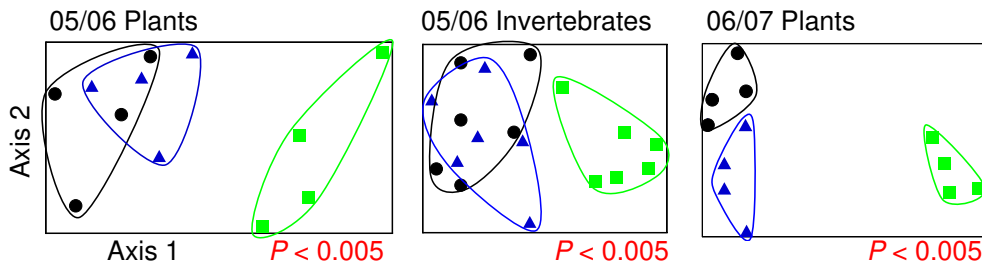 05/06 Plants
05/06 Invertebrates
06/07 Plants
Axis 2
Axis 1
P < 0.005
P < 0.005
P < 0.005